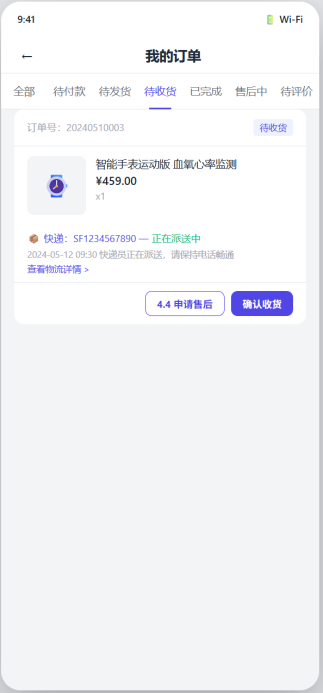 9:41 Wi-Fi
← 我的订单
全部 待付款 待发货 待收货 已完成 售后中 待评价
订单号：20240510003 待收货
智能手表运动版 血氧心率监测
¥459.00
x1
快递：SF1234567890 — 正在派送中
2024-05-12 09:30 快递员正在派送，请保持电话畅通
查看物流详情 >
4.4 申请售后 确认收货